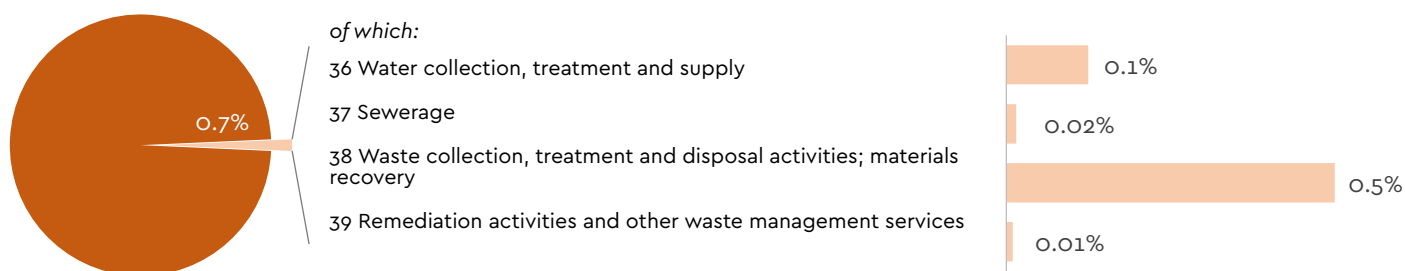 of which:
36 Water collection, treatment and supply
0.1%
0.7%
37 Sewerage
0.02%
38 Waste collection, treatment and disposal activities; materials
recovery
0.5%
39 Remediation activities and other waste management services
0.01%